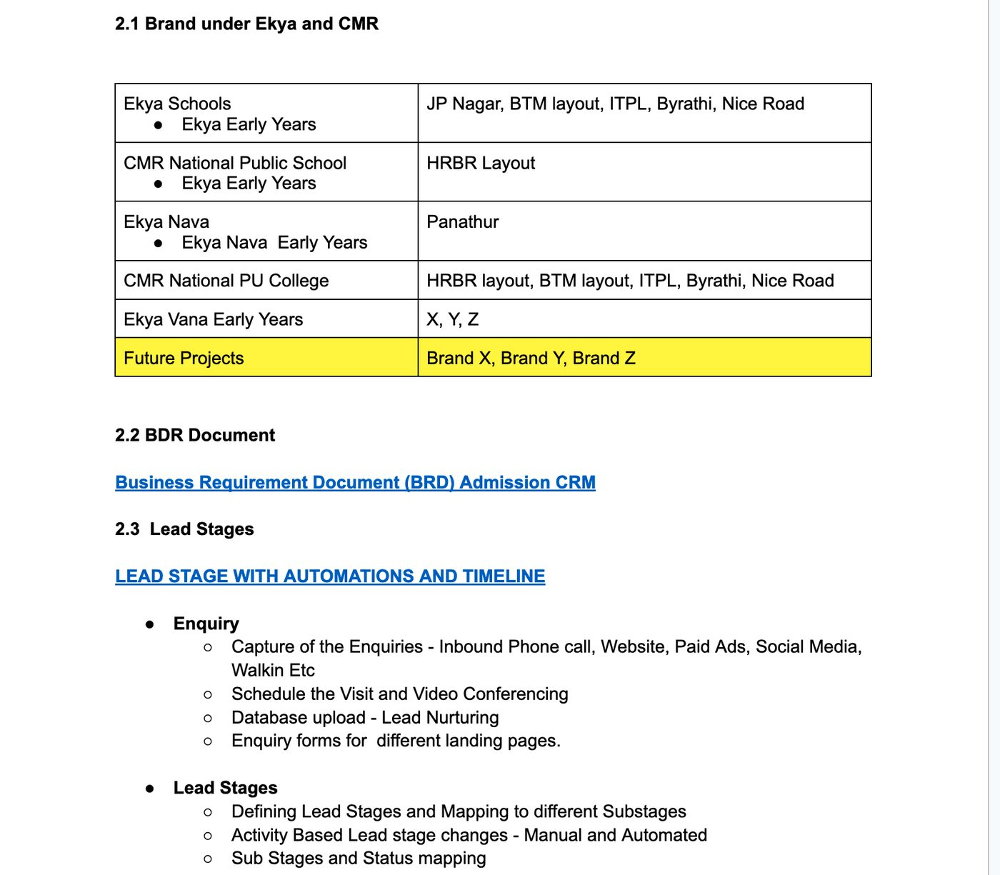 2.1 Brand under Ekya and CMR
Ekya Schools
● Ekya Early Years
JP Nagar, BTM layout, ITPL, Byrathi, Nice Road
CMR National Public School
● Ekya Early Years
HRBR Layout
Ekya Nava
● Ekya Nava  Early Years
Panathur
CMR National PU College
HRBR layout, BTM layout, ITPL, Byrathi, Nice Road
Ekya Vana Early Years
X, Y, Z
Future Projects
Brand X, Brand Y, Brand Z
2.2 BDR Document
Business Requirement Document (BRD) Admission CRM
2.3  Lead Stages
LEAD STAGE WITH AUTOMATIONS AND TIMELINE
● Enquiry
○ Capture of the Enquiries - Inbound Phone call, Website, Paid Ads, Social Media,
Walkin Etc
○ Schedule the Visit and Video Conferencing
○ Database upload - Lead Nurturing
○ Enquiry forms for  different landing pages.
● Lead Stages
○ Defining Lead Stages and Mapping to different Substages
○ Activity Based Lead stage changes - Manual and Automated
○ Sub Stages and Status mapping